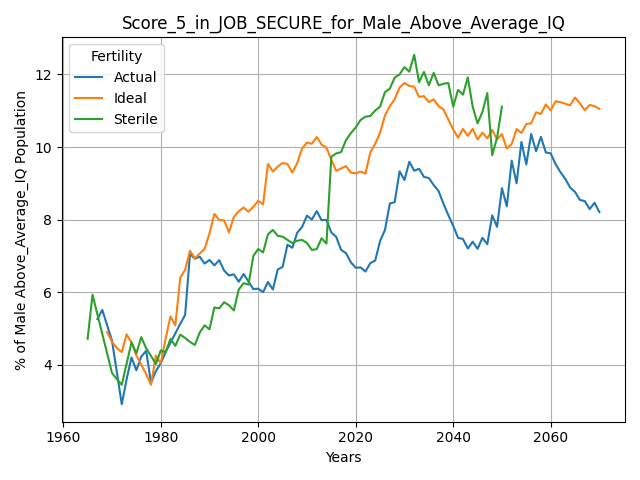 Score_5_in_JOB_SECURE_for_Male_Above_Average_IQ
Fertility
Actual
Ideal
Sterile
% of Male Above_Average_IQ Population
12
10
8
6
4
1960
1980
2000
2020
2040
2060
Years